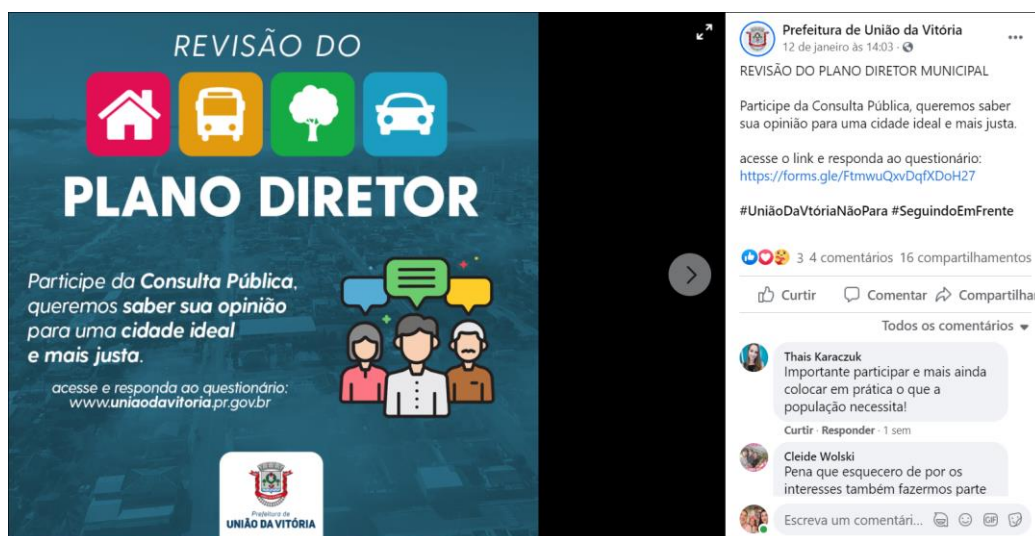 REVISÃO DO
PLANO DIRETOR
Participe da Consulta Pública,
queremos saber sua opinião
para uma cidade ideal
e mais justa.
acesse e responda ao questionário:
www.uniaodavitoria.pr.gov.br
Prefeitura de
UNIÃO DA VITÓRIA
Prefeitura de União da Vitória
12 de janeiro às 14:03 ·
REVISÃO DO PLANO DIRETOR MUNICIPAL
Participe da Consulta Pública, queremos saber
sua opinião para uma cidade ideal e mais justa.
acesse o link e responda ao questionário:
https://forms.gle/FtmwuQxvDqfXDoH27
#UniãoDaVtóriaNãoPara #SeguindoEmFrente
3 4 comentários 16 compartilhamentos
Curtir Comentar Compartilha
Todos os comentários
Thais Karaczuk
Importante participar e mais ainda
colocar em prática o que a
população necessita!
Curtir · Responder · 1 sem
Cleide Wolski
Pena que esquecero de por os
interesses também fazermos parte
Escreva um comentári... GIF